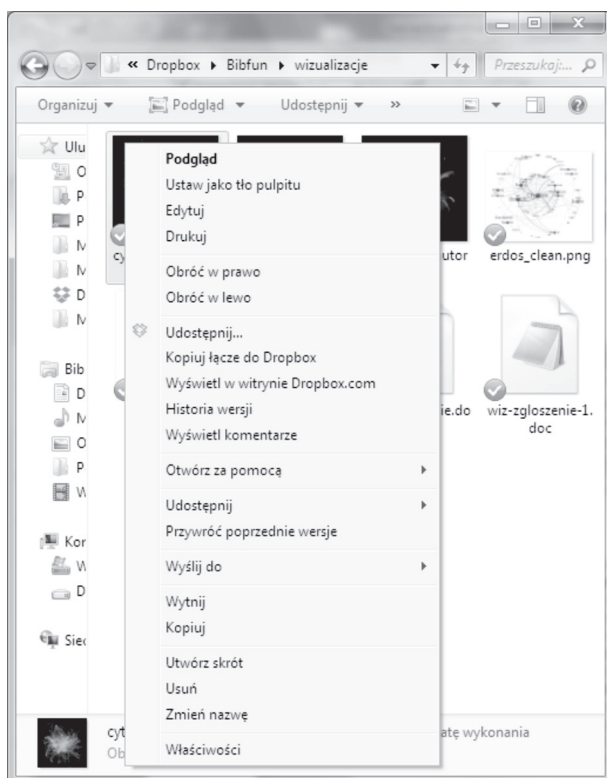 « Dropbox ▸ Bibfun ▸ wizualizacje
Przeszukaj:...
Organizuj
Podgląd
Udostępnij
»
Ulu
O
P
P
M
M
D
M
Bib
D
M
O
P
W
Kor
W
D
Siec
cy
utor
erdos_clean.png
ie.do
wiz-zgloszenie-1.
doc
Podgląd
Ustaw jako tło pulpitu
Edytuj
Drukuj
Obróć w prawo
Obróć w lewo
Udostępnij...
Kopiuj łącze do Dropbox
Wyświetl w witrynie Dropbox.com
Historia wersji
Wyświetl komentarze
Otwórz za pomocą
Udostępnij
Przywróć poprzednie wersje
Wyślij do
Wytnij
Kopiuj
Utwórz skrót
Usuń
Zmień nazwę
Właściwości
cyt
atę wykonania
Ob